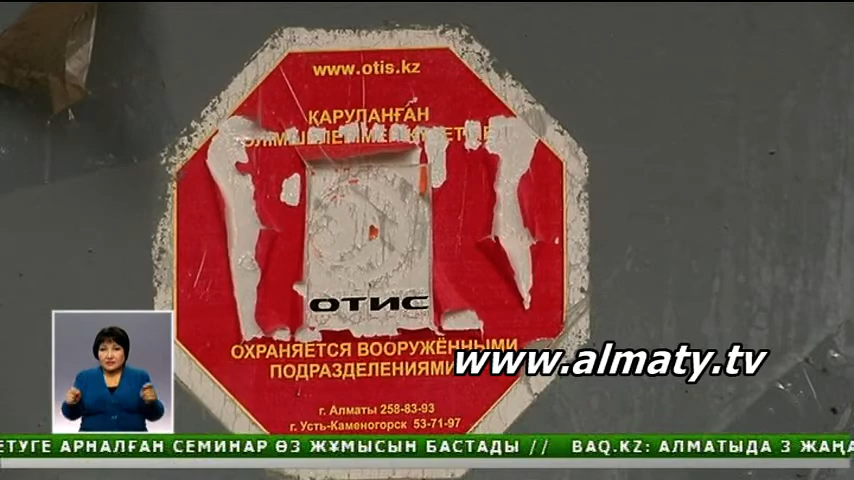 www.otis.kz
ҚАРУЛАНҒАН
ОТИС
ОХРАНЯЕТСЯ ВООРУЖЁННЫМИ
ПОДРАЗДЕЛЕНИЯМИ
www.almaty.tv
г. Алматы 258-83-93
г. Усть-Каменогорск 53-71-97
ЕТУГЕ АРНАЛҒАН СЕМИНАР ӨЗ ЖҰМЫСЫН БАСТАДЫ // BAQ.KZ: АЛМАТЫДА 3 ЖАҢА